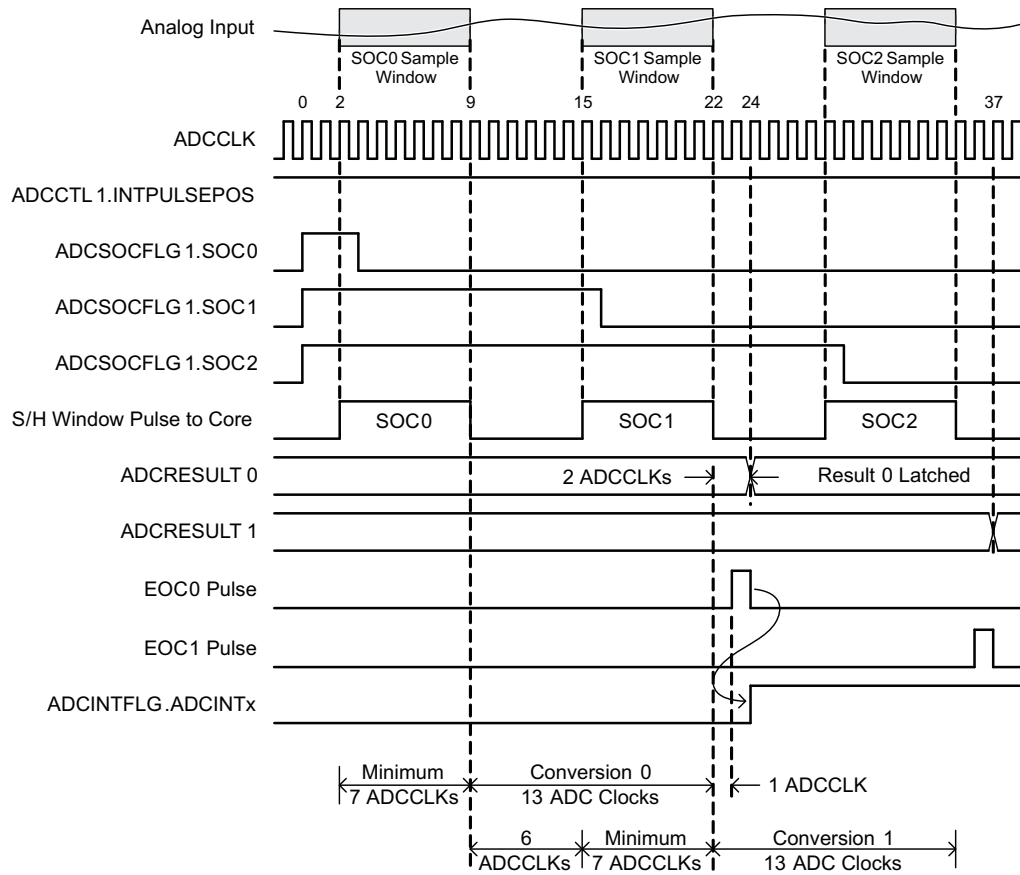 Analog Input
SOC0 Sample
Window
SOC1 Sample
Window
SOC2 Sample
Window
0 2 9 15 22 24 37
ADCCLK
ADCCTL 1.INTPULSEPOS
ADCSOCFLG 1.SOC0
ADCSOCFLG 1.SOC1
ADCSOCFLG 1.SOC2
S/H Window Pulse to Core SOC0 SOC1 SOC2
ADCRESULT 0 2 ADCCLKs Result 0 Latched
ADCRESULT 1
EOC0 Pulse
EOC1 Pulse
ADCINTFLG.ADCINTx
Minimum
7 ADCCLKs
Conversion 0
13 ADC Clocks
1 ADCCLK
6
ADCCLKs
Minimum
7 ADCCLKs
Conversion 1
13 ADC Clocks